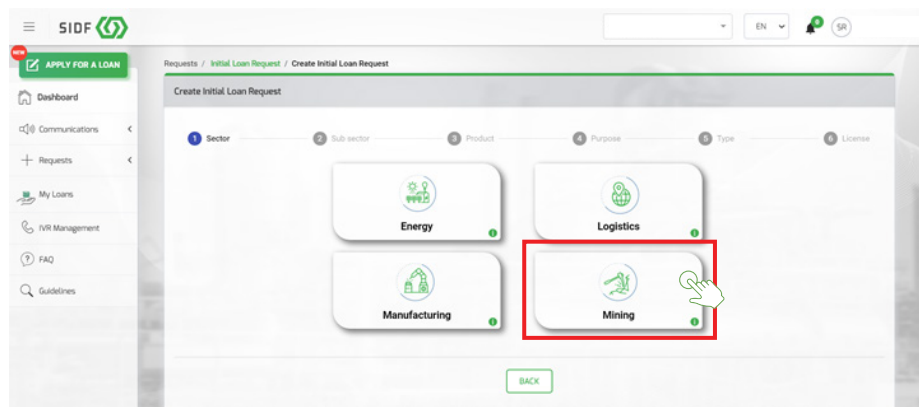 SIDF
EN
0
SR
NEW
APPLY FOR A LOAN
Dashboard
Communications
Requests
My Loans
IVR Management
FAQ
Guidelines
Requests / Initial Loan Request / Create Initial Loan Request
Create Initial Loan Request
1 Sector 2 Sub sector 3 Product 4 Purpose 5 Type 6 License
Energy
Logistics
Manufacturing
Mining
BACK